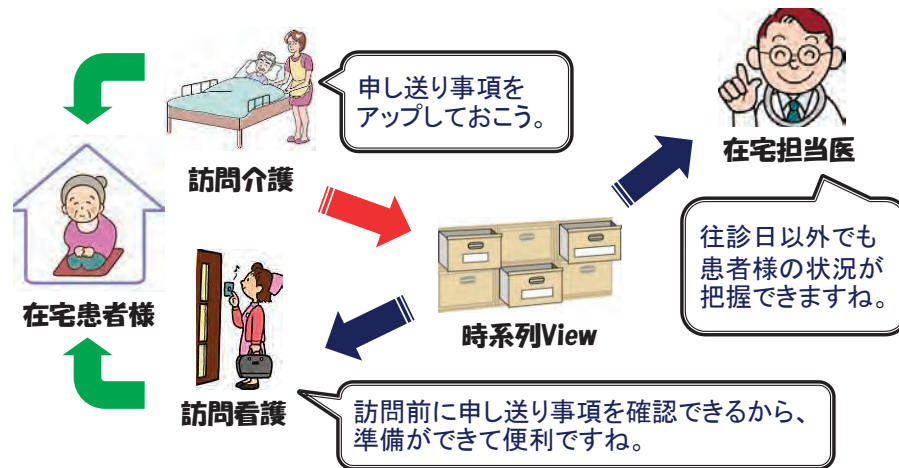 申し送り事項を
アップしておこう。
訪問介護
在宅担当医
往診日以外でも
患者様の状況が
把握できますね。
在宅患者様
時系列View
訪問看護
訪問前に申し送り事項を確認できるから、
準備ができて便利ですね。